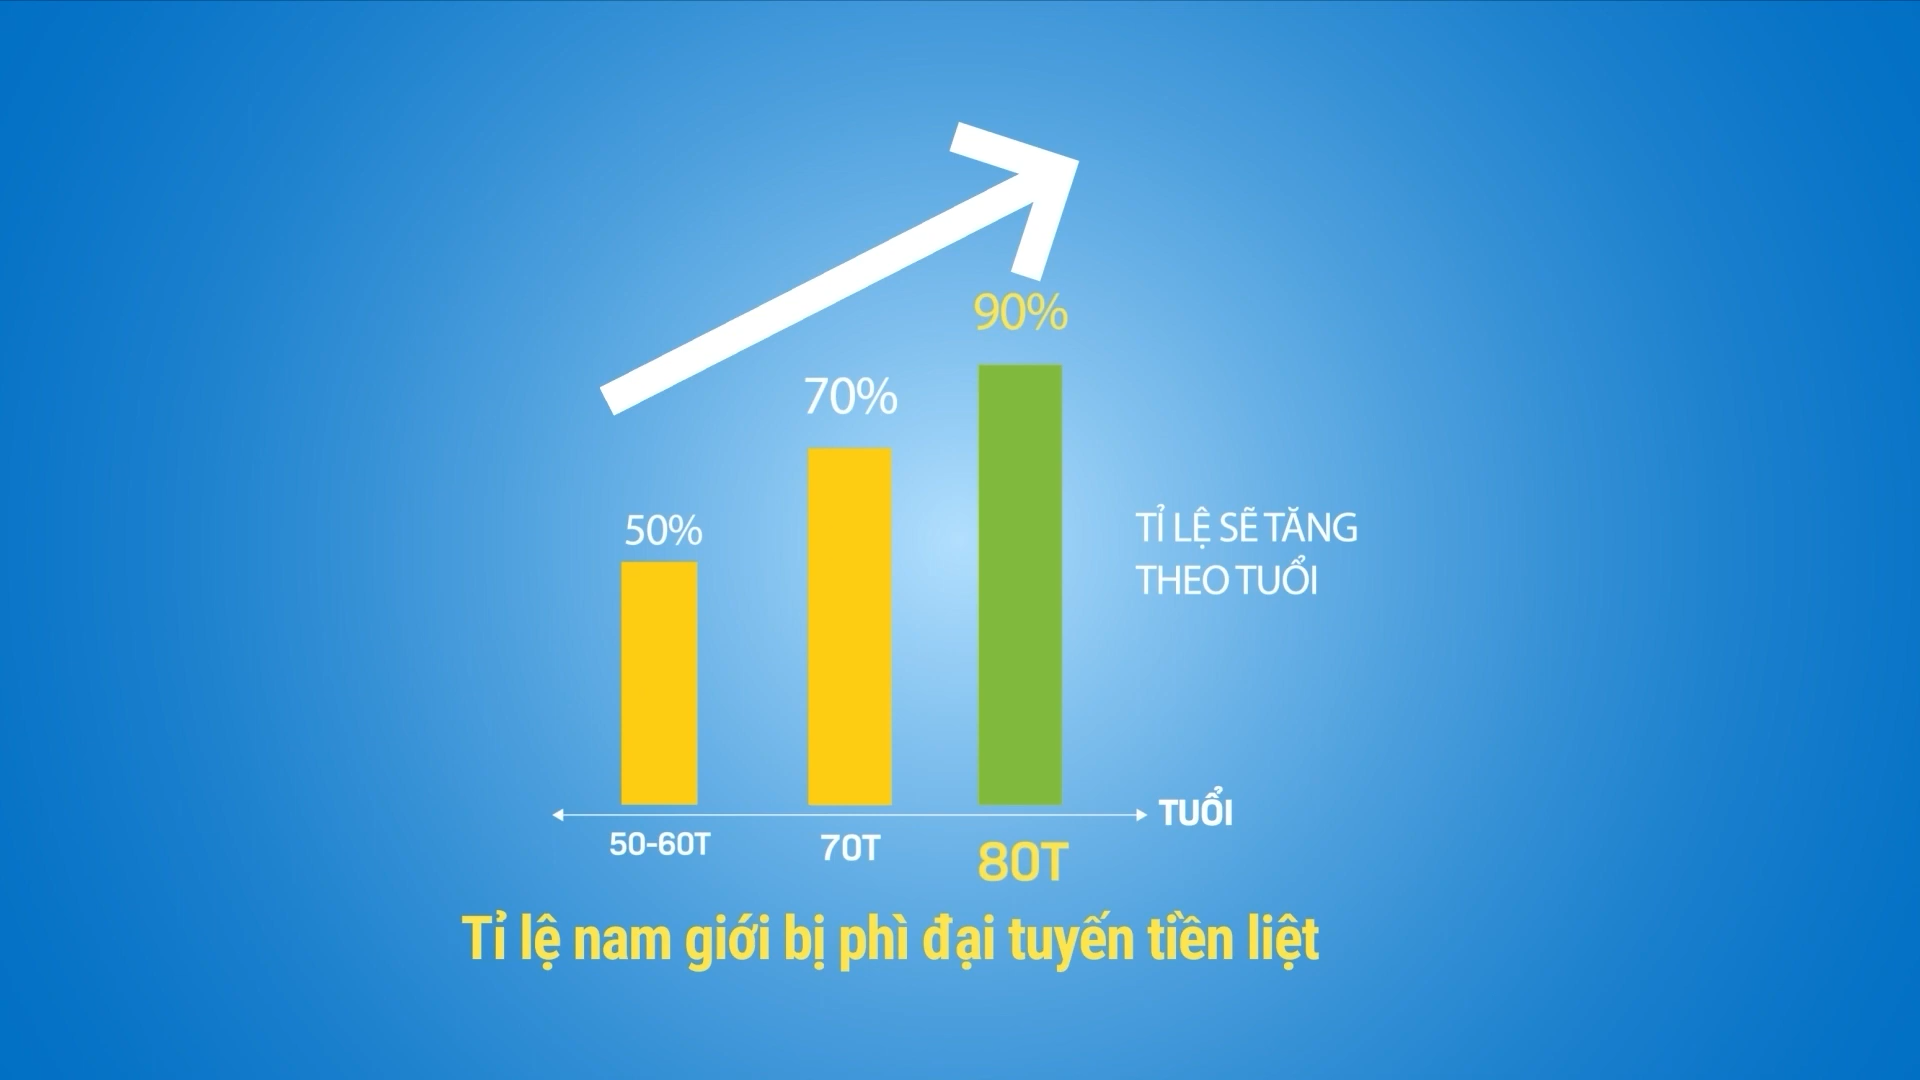 90%
70%
50%
TỈ LỆ SẼ TĂNG
THEO TUỔI
TUỔI
50-60T
70T
80T
Tỉ lệ nam giới bị phì đại tuyến tiền liệt